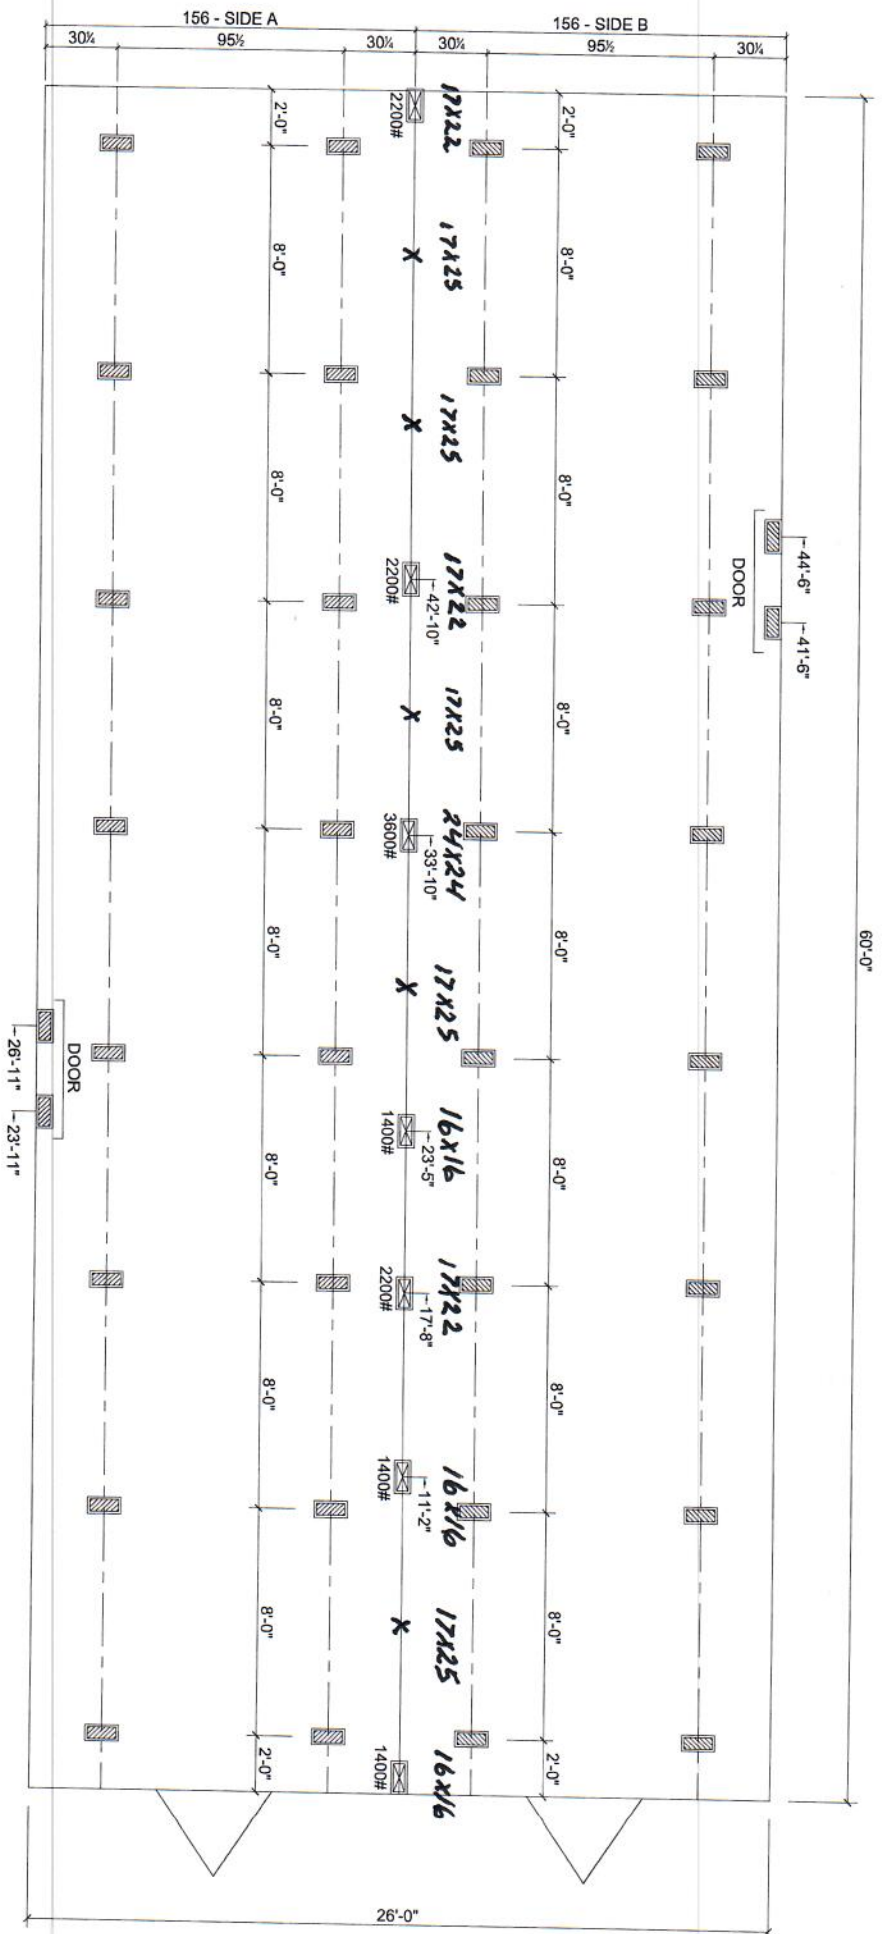 156 - SIDE A
156 - SIDE B
30¼
95½
30¼
30¼
95½
30¼
2'-0"
2200#
17X22
2'-0"
60'-0"
8'-0"
17X25
8'-0"
8'-0"
17X25
8'-0"
44'-6"
DOOR
41'-6"
2200#
42'-10"
17X22
8'-0"
17X25
8'-0"
3600#
33'-10"
24X24
8'-0"
17X25
8'-0"
26'-11"
DOOR
23'-11"
1400#
23'-5"
16X16
8'-0"
8'-0"
2200#
17'-8"
17X22
8'-0"
8'-0"
1400#
11'-2"
16X16
8'-0"
17X25
8'-0"
2'-0"
1400#
16X16
2'-0"
26'-0"